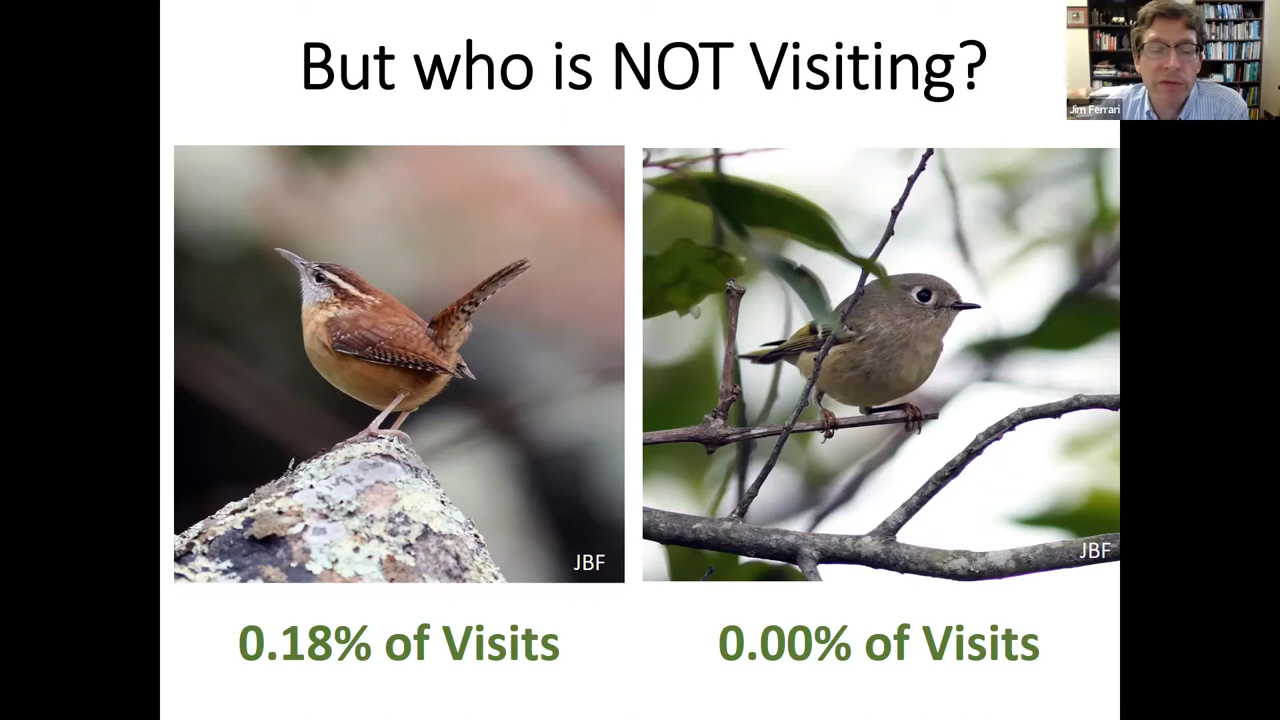 But who is NOT Visiting?
Jim Ferrari
JBF
JBF
0.18% of Visits
0.00% of Visits